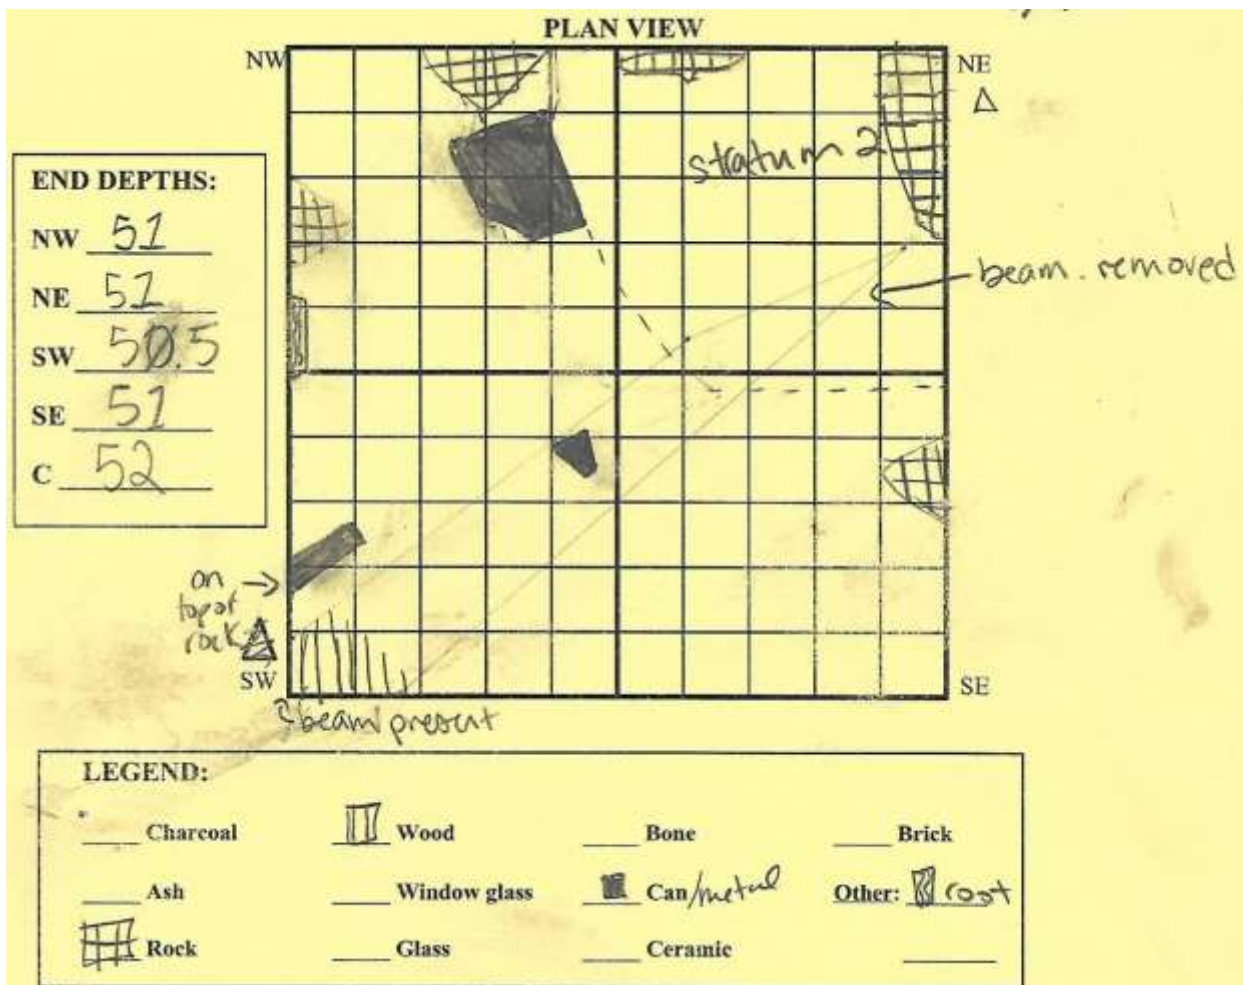 PLAN VIEW
NW
NE
stratum 2
END DEPTHS:
NW 51
NE 51
SW 50.5
SE 51
C 52
beam removed
on
top of
rock
SW
SE
beam present
LEGEND:
Charcoal Wood Bone Brick
Ash Window glass Can/metal Other: root
Rock Glass Ceramic